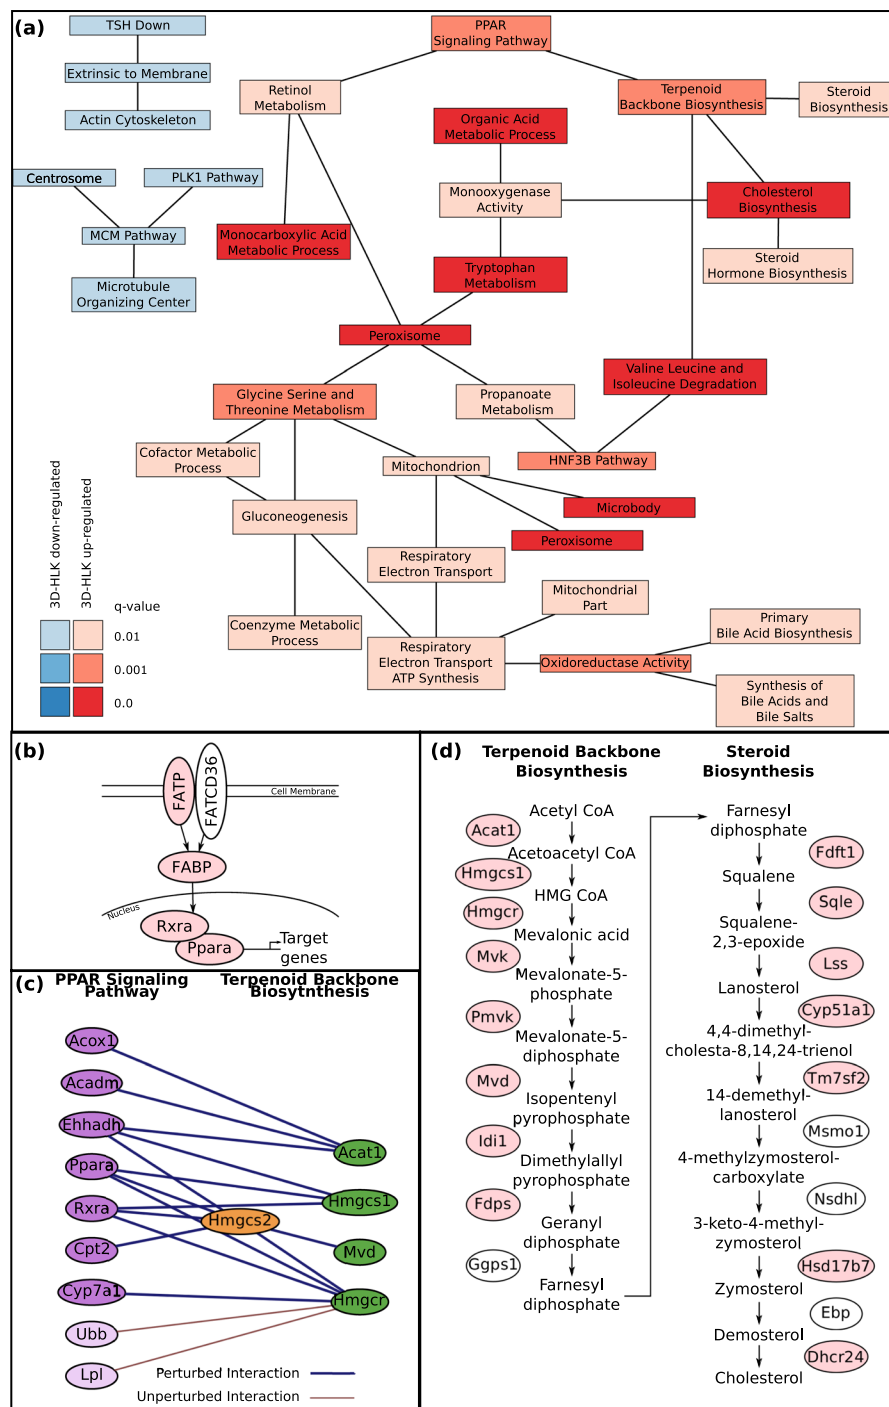 (a)
TSH Down
Extrinsic to Membrane
Actin Cytoskeleton
Centrosome
PLK1 Pathway
MCM Pathway
Microtubule
Organizing Center
PPAR
Signaling Pathway
Retinol
Metabolism
Terpenoid
Backbone Biosynthesis
Steroid
Biosynthesis
Organic Acid
Metabolic Process
Monooxygenase
Activity
Cholesterol
Biosynthesis
Monocarboxylic Acid
Metabolic Process
Steroid
Hormone Biosynthesis
Tryptophan
Metabolism
Peroxisome
Valine Leucine and
Isoleucine Degradation
Glycine Serine and
Threonine Metabolism
Propanoate
Metabolism
Cofactor Metabolic
Process
Mitochondrion
HNF3B Pathway
Microbody
Gluconeogenesis
Peroxisome
Respiratory
Electron Transport
Mitochondrial
Part
Coenzyme Metabolic
Process
Respiratory
Electron Transport
ATP Synthesis
Oxidoreductase Activity
Primary
Bile Acid Biosynthesis
Synthesis of
Bile Acids and
Bile Salts
3D-HLK down-regulated
3D-HLK up-regulated
q-value
0.01
0.001
0.0
(b)
FATP
FATCD36
Cell Membrane
FABP
Nucleus
Rxra
Ppara
Target
genes
(c)
PPAR Signaling
Pathway
Terpenoid Backbone
Biosytnthesis
Acox1
Acadm
Ehhadh
Ppara
Rxra
Cpt2
Cyp7a1
Ubb
Lpl
Hmgcs2
Acat1
Hmgcs1
Mvd
Hmgcr
Perturbed Interaction
Unperturbed Interaction
(d)
Terpenoid Backbone
Biosynthesis
Acetyl CoA
Acat1
Acetoacetyl CoA
Hmgcs1
HMG CoA
Hmgcr
Mevalonic acid
Mvk
Mevalonate-5-
phosphate
Pmvk
Mevalonate-5-
diphosphate
Mvd
Isopentenyl
pyrophosphate
Idi1
Dimethylallyl
pyrophosphate
Fdps
Geranyl
diphosphate
Ggps1
Farnesyl
diphosphate
Steroid
Biosynthesis
Farnesyl
diphosphate
Fdft1
Squalene
Sqle
Squalene-
2,3-epoxide
Lss
Lanosterol
Cyp51a1
4,4-dimethyl-
cholesta-8,14,24-trienol
Tm7sf2
14-demethyl-
lanosterol
Msmo1
4-methylzymosterol-
carboxylate
Nsdhl
3-keto-4-methyl-
zymosterol
Hsd17b7
Zymosterol
Ebp
Demosterol
Dhcr24
Cholesterol